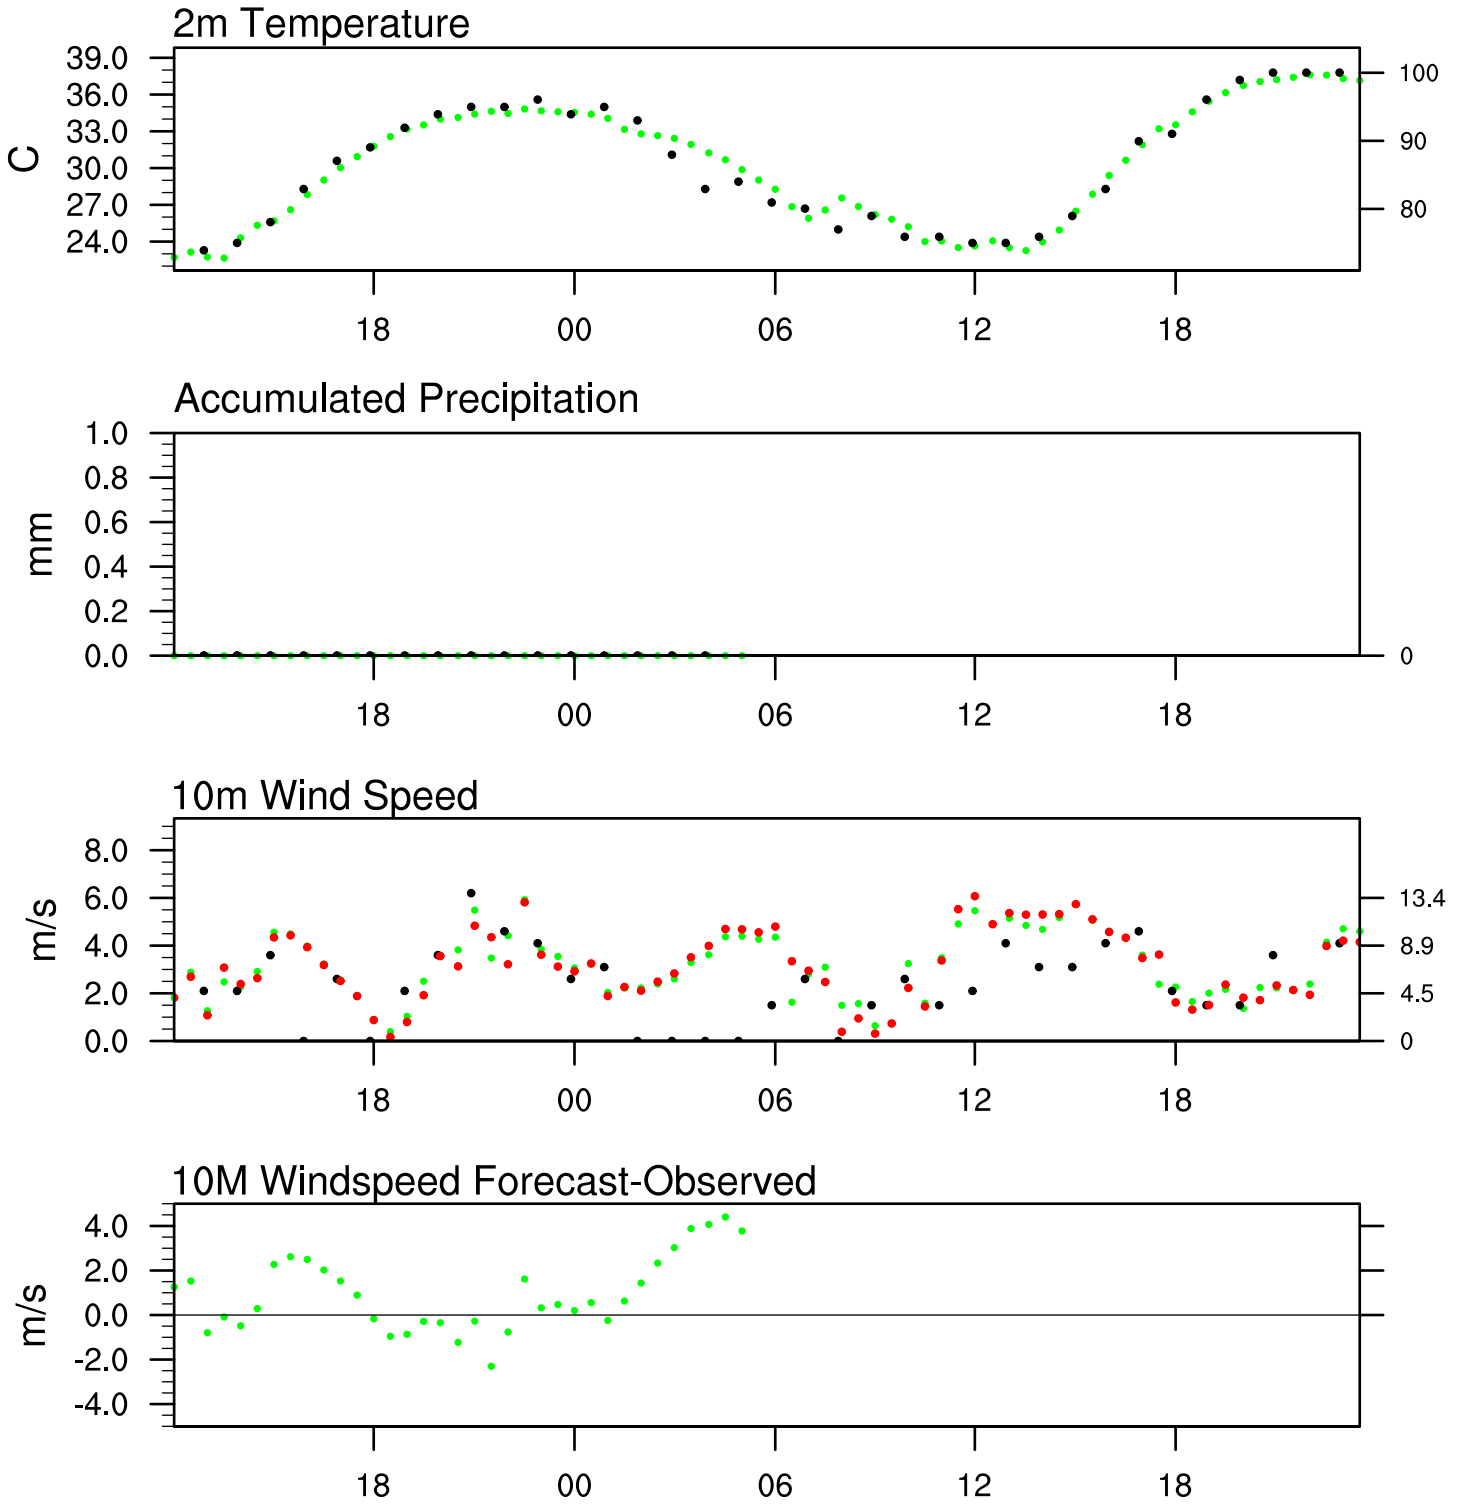 2m Temperature
39.0
36.0
33.0
30.0
27.0
24.0
C
100
90
80
18 00 06 12 18
Accumulated Precipitation
1.0
0.8
0.6
0.4
0.2
0.0
mm
0
18 00 06 12 18
10m Wind Speed
8.0
6.0
4.0
2.0
0.0
m/s
13.4
8.9
4.5
0
18 00 06 12 18
10M Windspeed Forecast-Observed
4.0
2.0
0.0
-2.0
-4.0
m/s
18 00 06 12 18